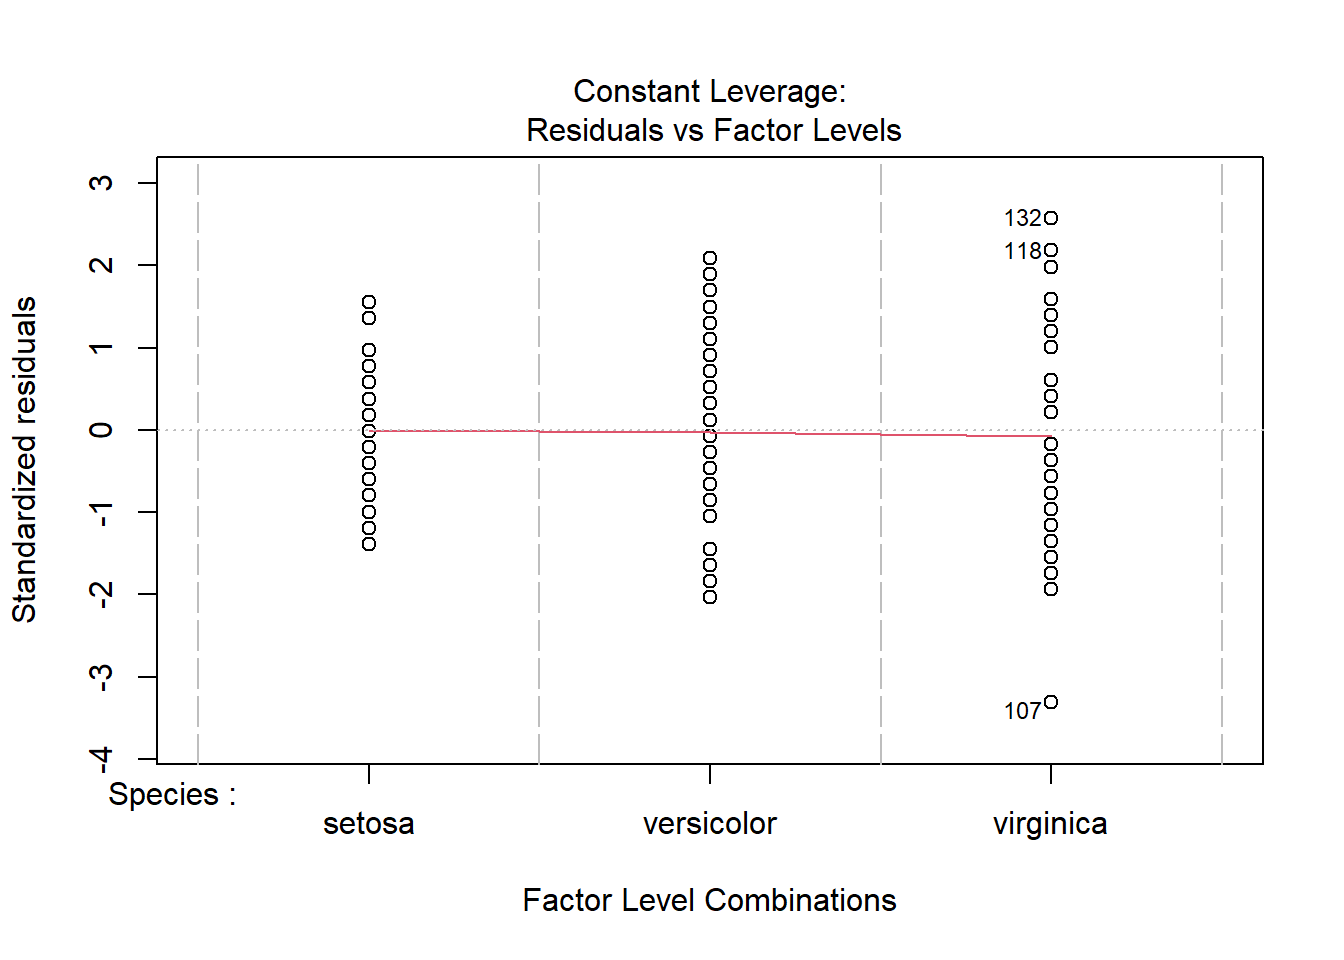 Constant Leverage:
Residuals vs Factor Levels
Standardized residuals
3
2
1
0
-1
-2
-3
-4
132
118
107
Species :
setosa versicolor virginica
Factor Level Combinations